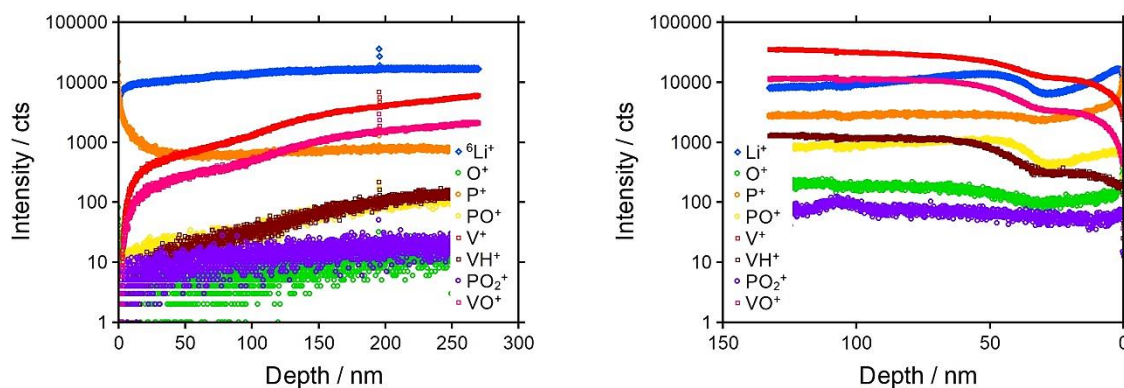 100000
10000
1000
100
10
1
Intensity / cts
0 50 100 150 200 250 300
Depth / nm
⁶Li⁺
O⁺
P⁺
PO⁺
V⁺
VH⁺
PO₂⁺
VO⁺
100000
10000
1000
100
10
1
Intensity / cts
150 100 50 0
Depth / nm
Li⁺
O⁺
P⁺
PO⁺
V⁺
VH⁺
PO₂⁺
VO⁺